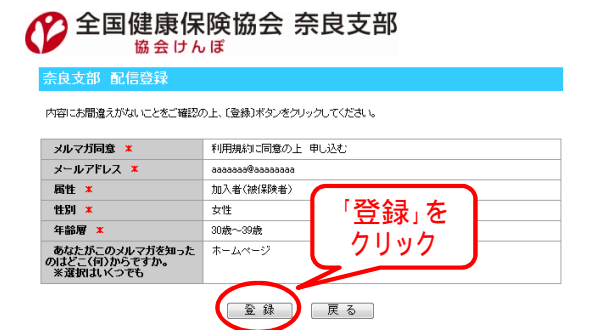 全国健康保険協会 奈良支部
協会けんぽ
奈良支部 配信登録
内容にお間違えがないことをご確認の上、［登録］ボタンをクリックしてください。
メルマガ同意 * 利用規約に同意の上 申し込む
メールアドレス * aaaaaaa@aaaaaaaa
属性 * 加入者（被保険者）
性別 * 女性
年齢層 * 30歳～39歳
あなたがこのメルマガを知った ホームページ
のはどこ（何）からですか。
※選択はいくつでも
「登録」を
クリック
登 録 戻 る